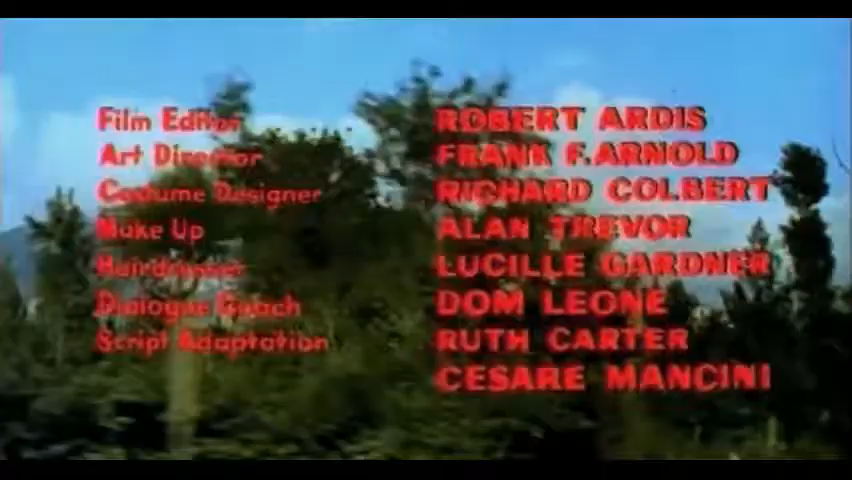 Film Editor ROBERT ARDIS
Art Director FRANK F. ARNOLD
Costume Designer RICHARD COLBERT
Make Up ALAN TREVOR
Hairdresser LUCILLE GARDNER
Dialogue Coach DOM LEONE
Script Adaptation RUTH CARTER
CESARE MANCINI